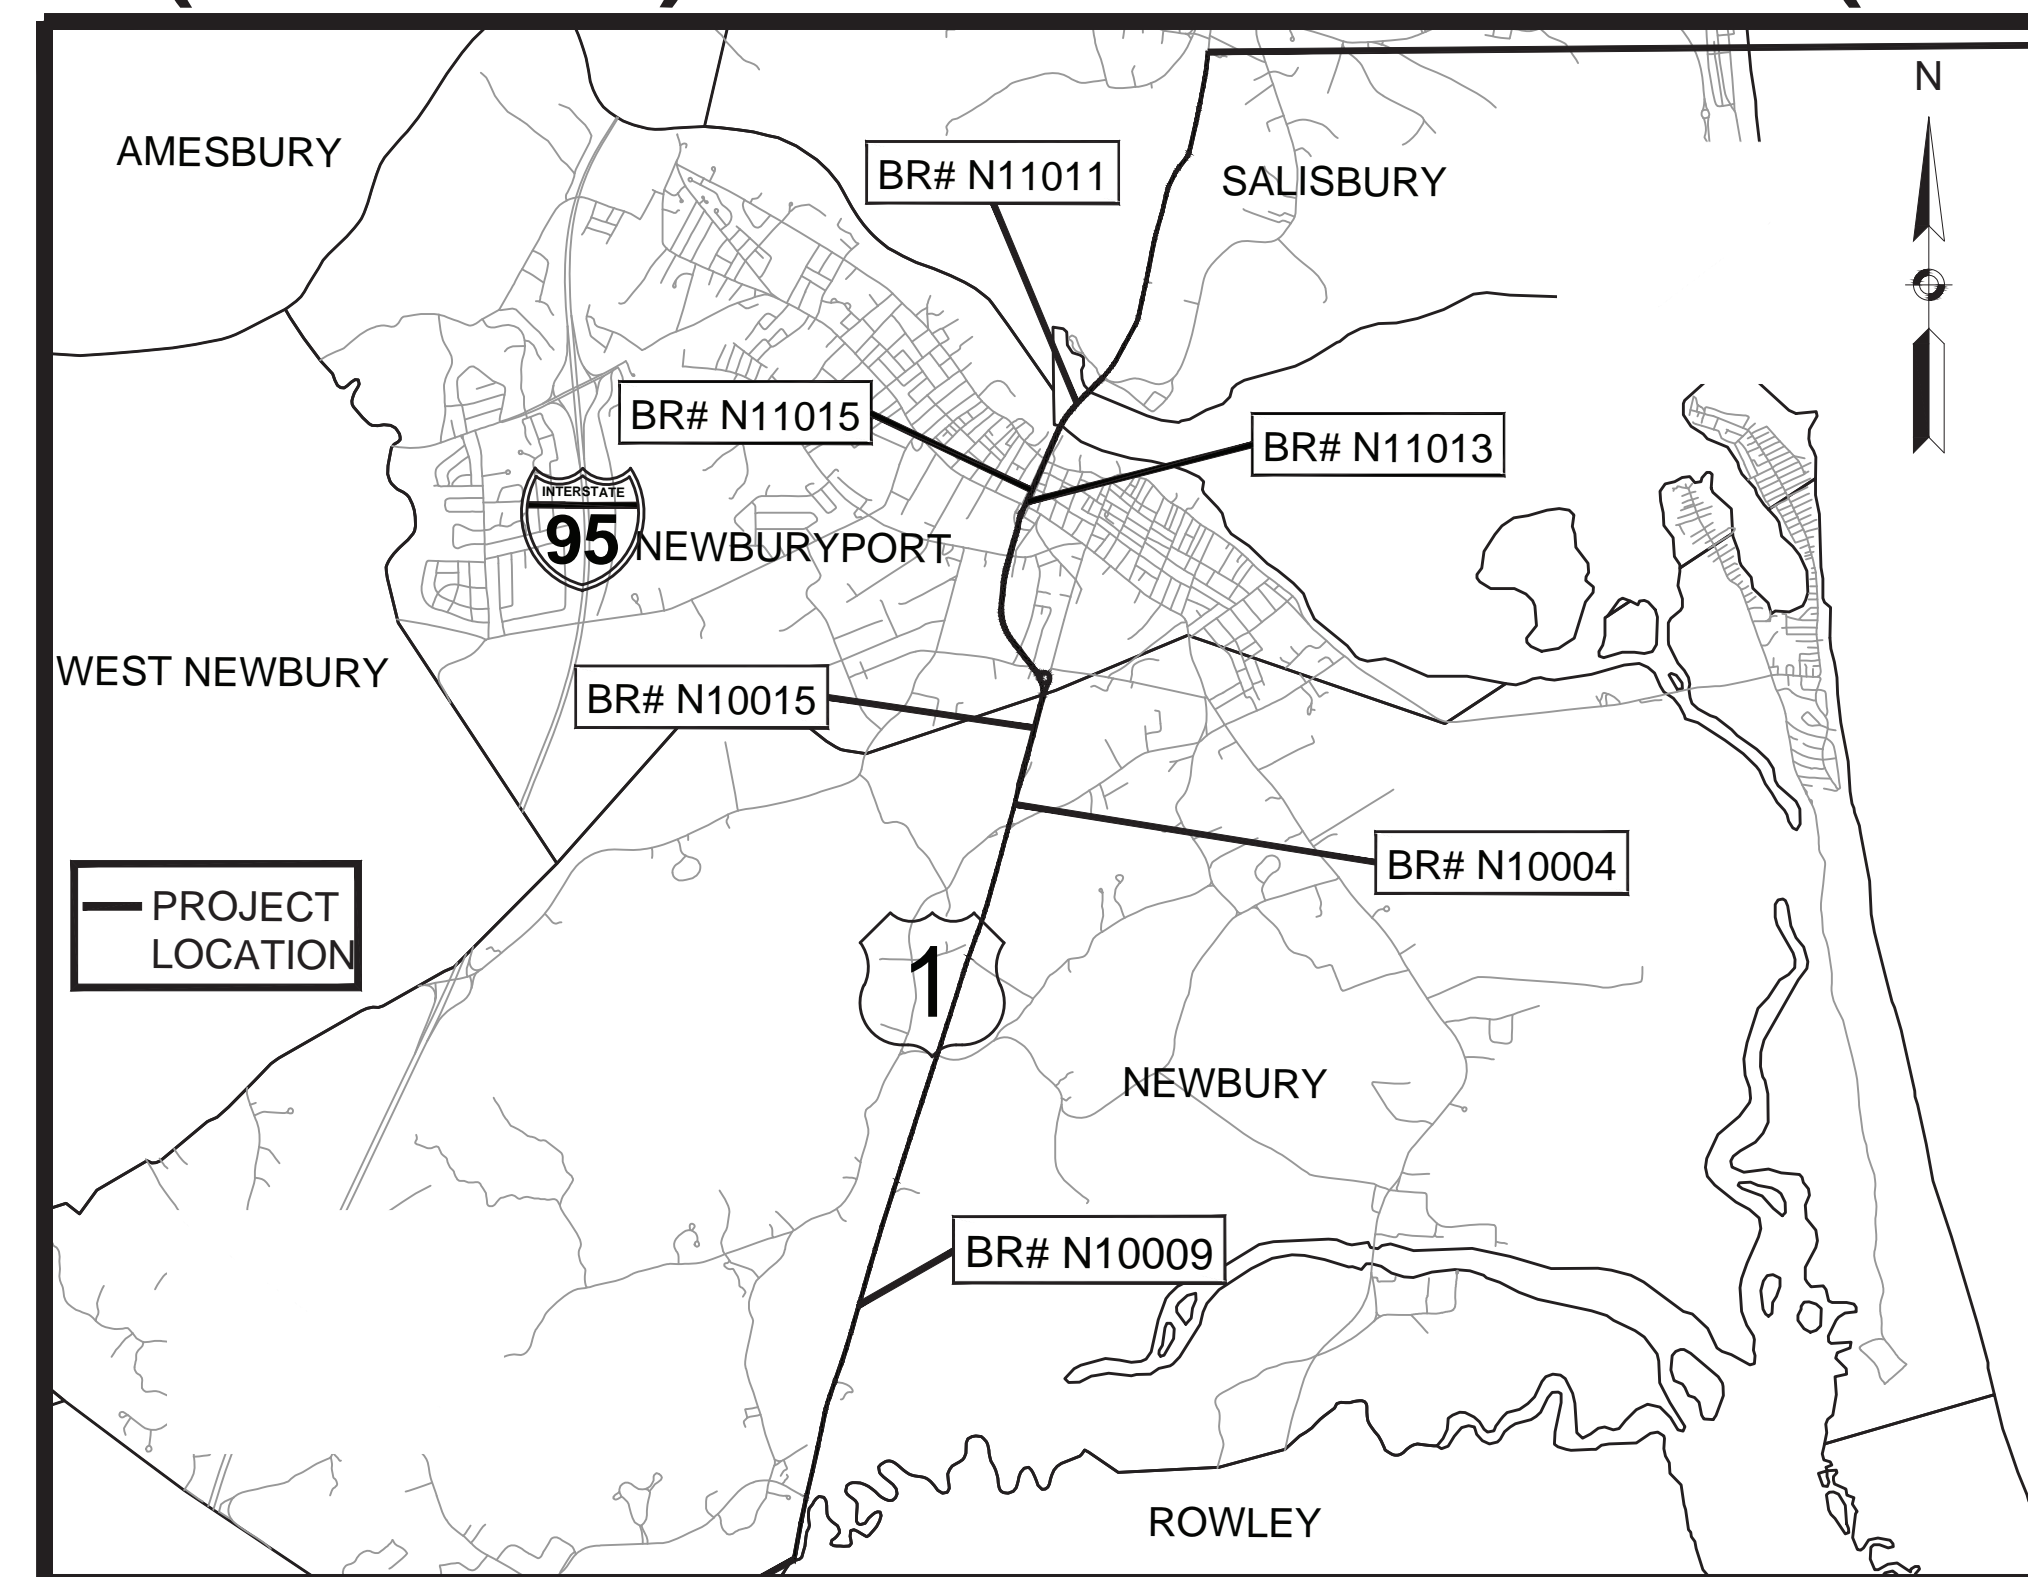 N
AMESBURY
BR# N11011
SALISBURY
BR# N11015
BR# N11013
INTERSTATE
95
NEWBURYPORT
WEST NEWBURY
BR# N10015
BR# N10004
PROJECT
LOCATION
1
NEWBURY
BR# N10009
ROWLEY